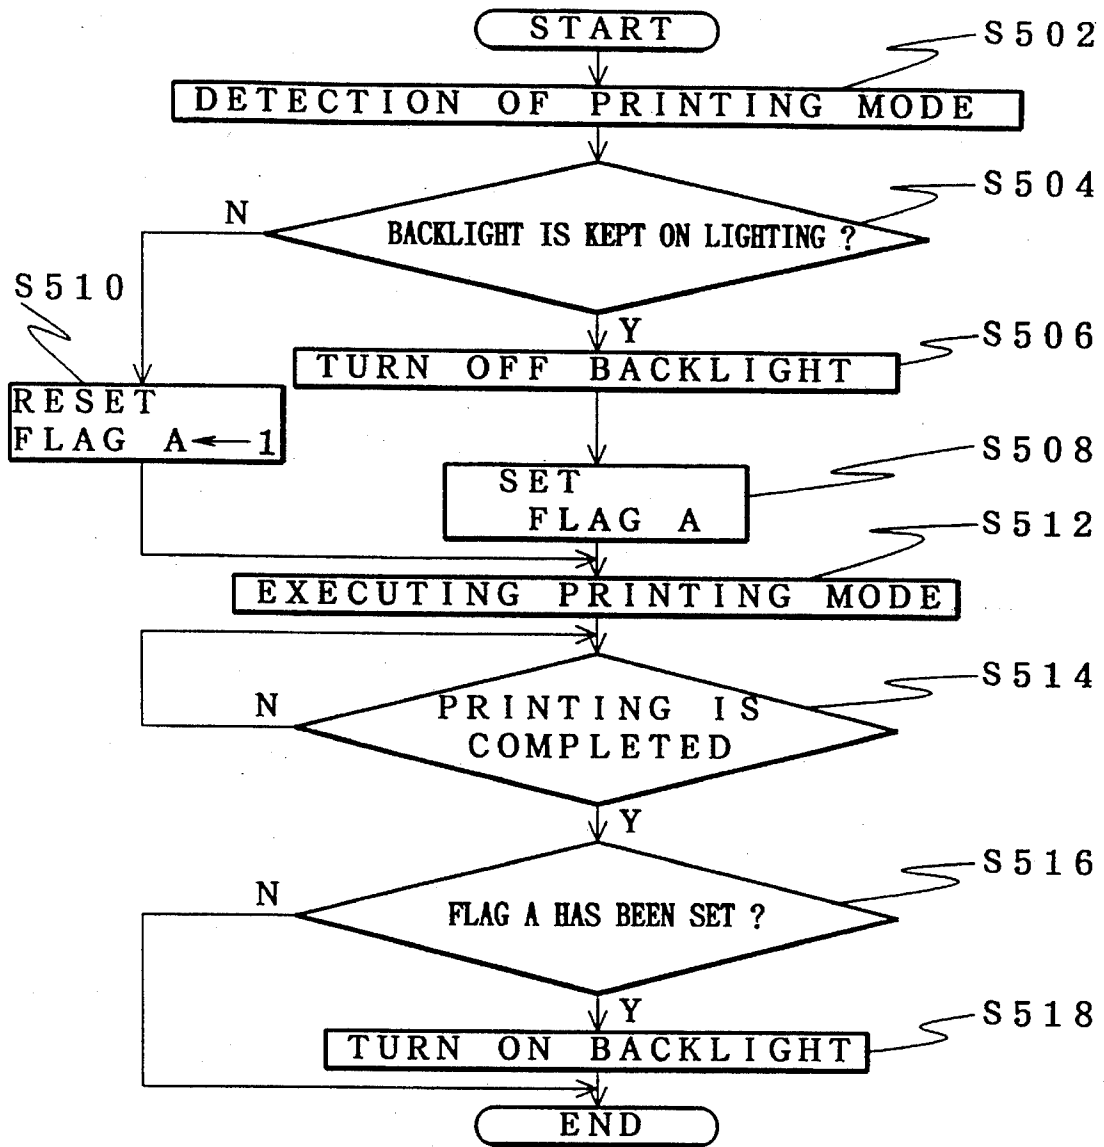 START
S502
DETECTION OF PRINTING MODE
S504
N
BACKLIGHT IS KEPT ON LIGHTING ?
S510
Y
S506
TURN OFF BACKLIGHT
RESET
FLAG A←1
S508
SET
FLAG A
S512
EXECUTING PRINTING MODE
S514
N
PRINTING IS
COMPLETED
Y
S516
N
FLAG A HAS BEEN SET ?
Y
S518
TURN ON BACKLIGHT
END